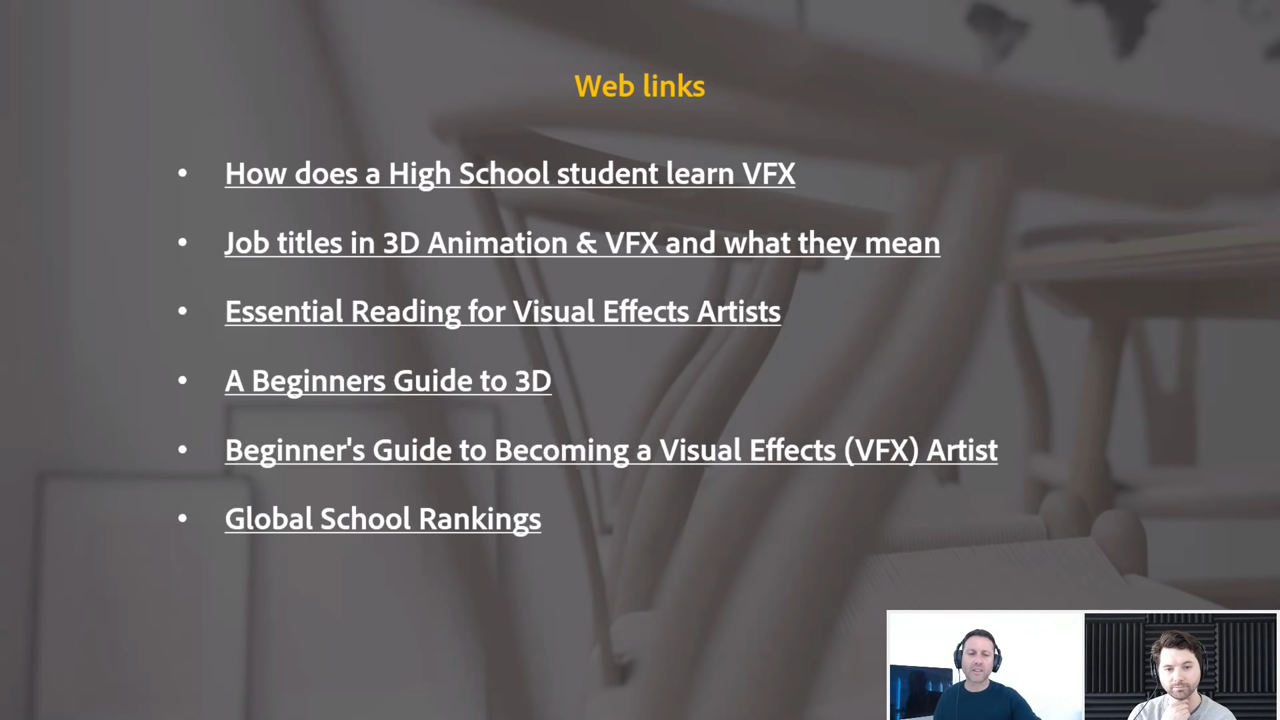 Web links
• How does a High School student learn VFX
• Job titles in 3D Animation & VFX and what they mean
• Essential Reading for Visual Effects Artists
• A Beginners Guide to 3D
• Beginner's Guide to Becoming a Visual Effects (VFX) Artist
• Global School Rankings